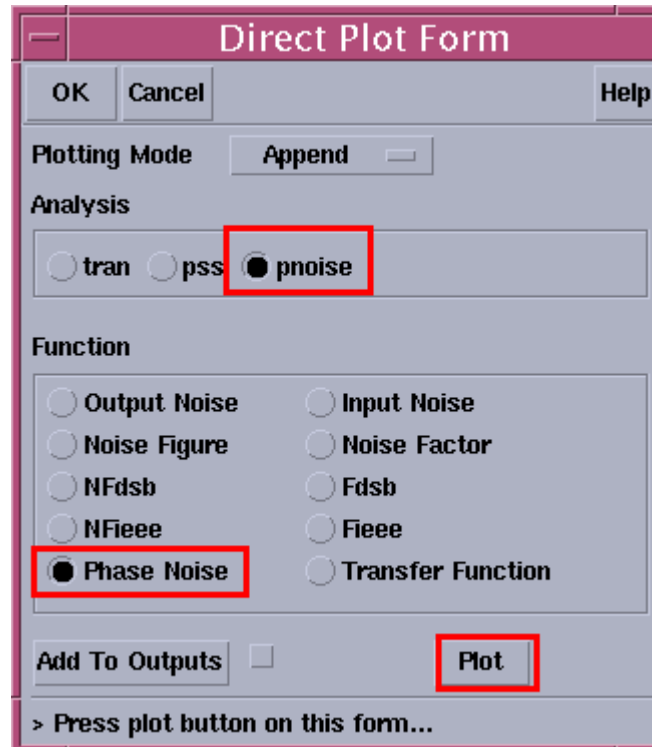 Direct Plot Form
OK Cancel Help
Plotting Mode Append
Analysis
tran pss pnoise
Function
Output Noise Input Noise
Noise Figure Noise Factor
NFdsb Fdsb
NFieee Fieee
Phase Noise Transfer Function
Add To Outputs Plot
> Press plot button on this form...